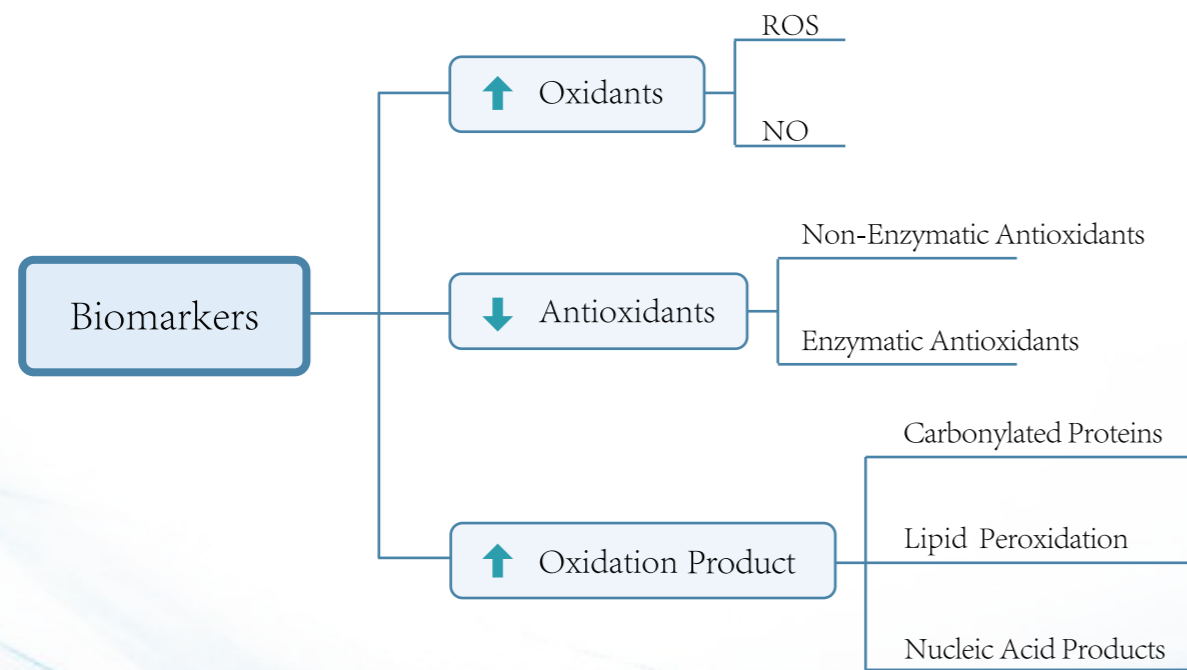 Biomarkers
Oxidants
ROS
NO
Antioxidants
Non-Enzymatic Antioxidants
Enzymatic Antioxidants
Oxidation Product
Carbonylated Proteins
Lipid Peroxidation
Nucleic Acid Products